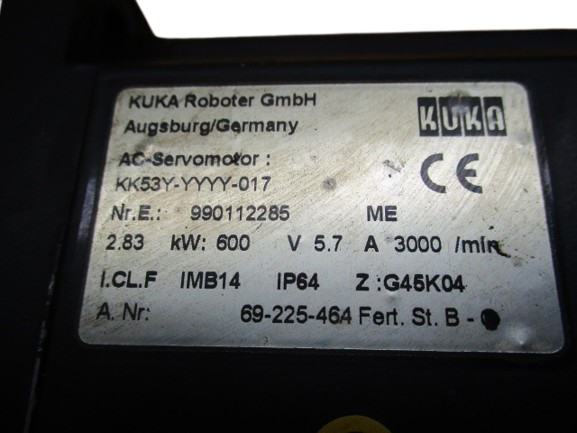 KUKA Roboter GmbH
KUKA
Augsburg/Germany
AC-Servomotor :
CE
KK53Y-YYYY-017
Nr.E.: 990112285 ME
2.83 kW: 600 V 5.7 A 3000 /min
I.CL.F IMB14 IP64 Z :G45K04
A. Nr: 69-225-464 Fert. St. B -